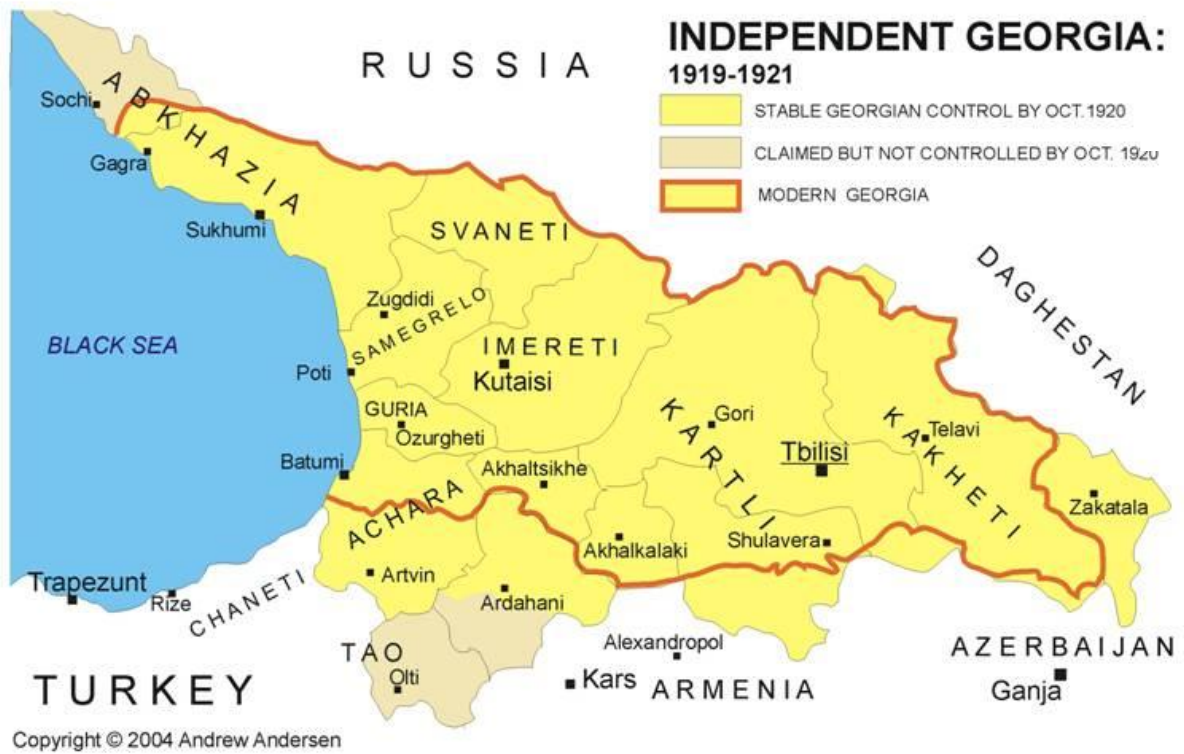 INDEPENDENT GEORGIA:
1919-1921
STABLE GEORGIAN CONTROL BY OCT.1920
CLAIMED BUT NOT CONTROLLED BY OCT. 1920
MODERN GEORGIA
RUSSIA
ABKHAZIA
Sochi
Gagra
Sukhumi
SVANETI
DAGHESTAN
Zugdidi
SAMEGRELO
BLACK SEA
IMERETI
Kutaisi
Poti
GURIA
Ozurgheti
KARTLI
Gori
KAKHETI
Telavi
Tbilisi
Batumi
Akhaltsikhe
ACHARA
Zakatala
Akhalkalaki
Shulavera
Artvin
Ardahani
Trapezunt
Rize
CHANETI
TAO
Olti
Alexandropol
Kars
ARMENIA
AZERBAIJAN
Ganja
TURKEY
Copyright © 2004 Andrew Andersen